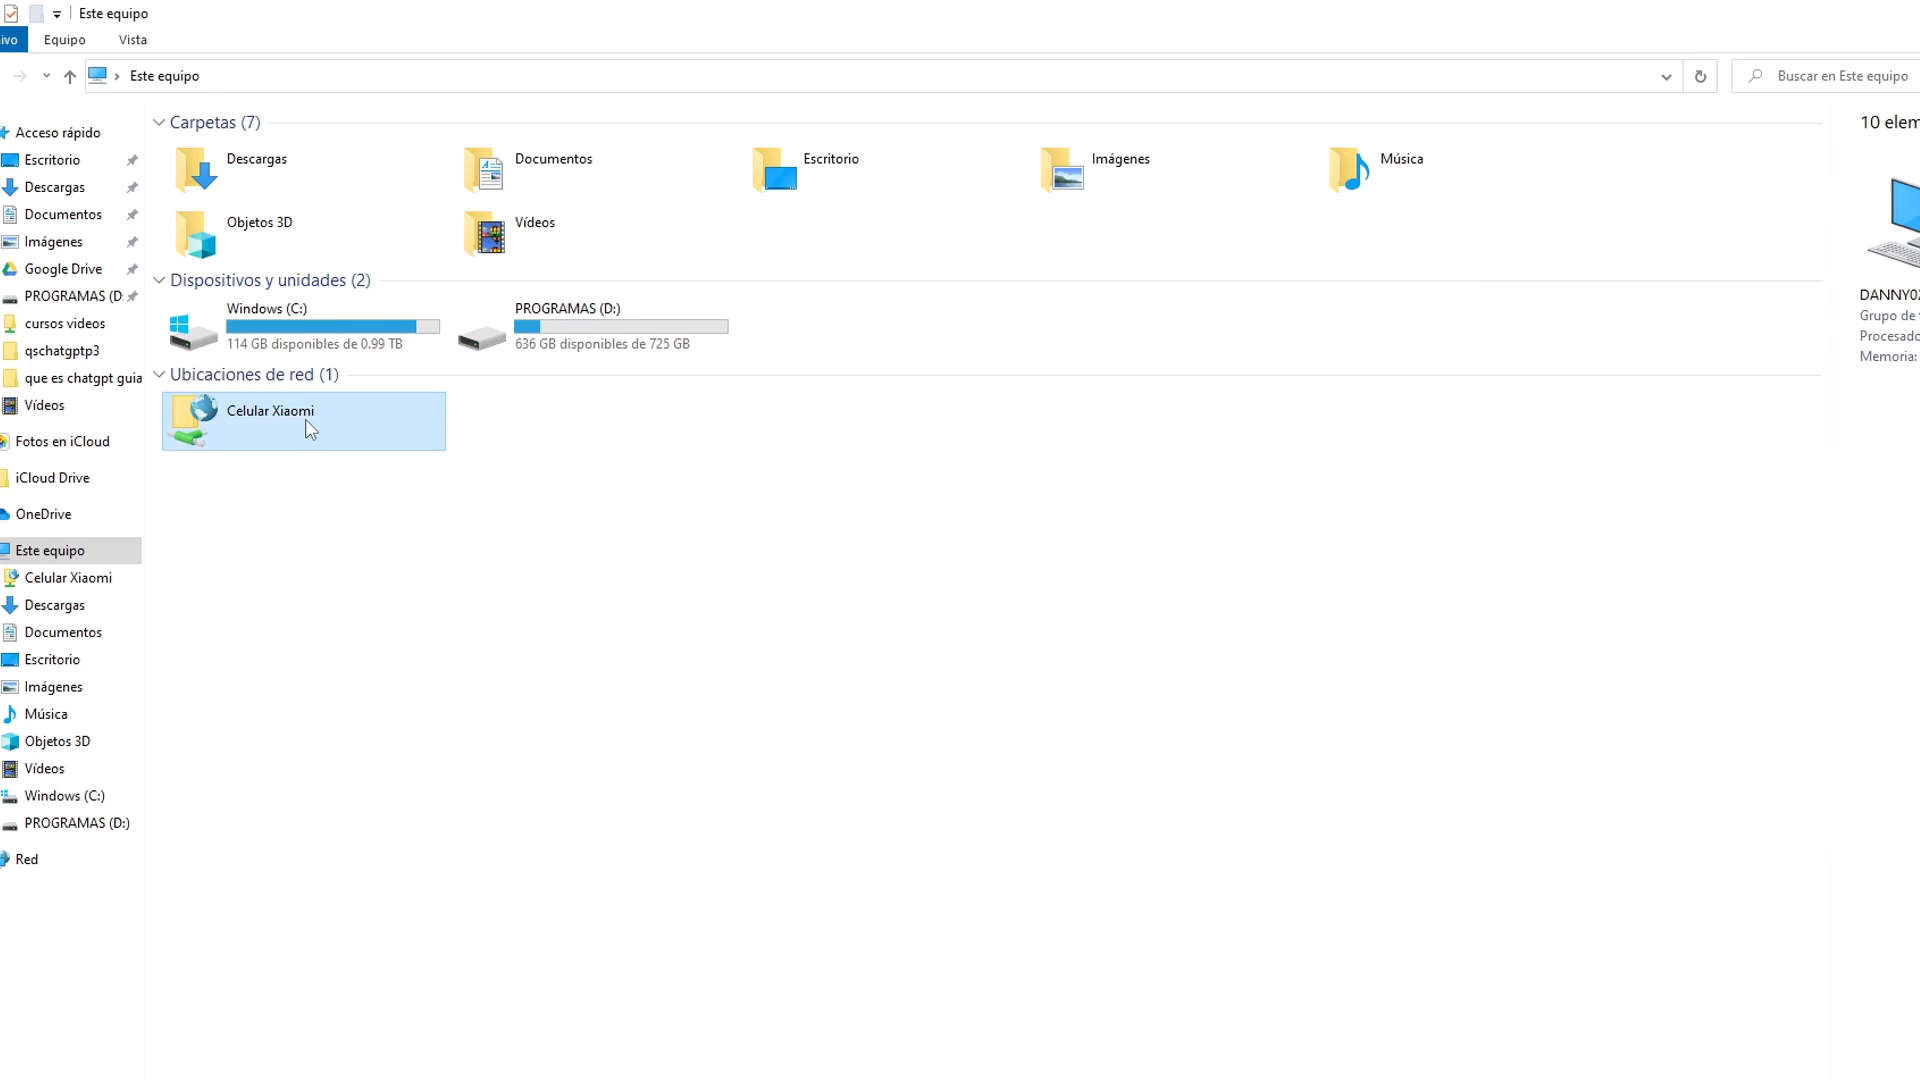 Este equipo
ivo Equipo Vista
Este equipo
Buscar en Este equipo
Acceso rápido
Escritorio
Descargas
Documentos
Imágenes
Google Drive
PROGRAMAS (D:
cursos videos
qschatgptp3
que es chatgpt guia
Vídeos
Fotos en iCloud
iCloud Drive
OneDrive
Este equipo
Celular Xiaomi
Descargas
Documentos
Escritorio
Imágenes
Música
Objetos 3D
Vídeos
Windows (C:)
PROGRAMAS (D:)
Red
Carpetas (7)
Descargas
Documentos
Escritorio
Imágenes
Música
Objetos 3D
Vídeos
Dispositivos y unidades (2)
Windows (C:)
114 GB disponibles de 0.99 TB
PROGRAMAS (D:)
636 GB disponibles de 725 GB
Ubicaciones de red (1)
Celular Xiaomi
10 elem
DANNY02
Grupo de
Procesado
Memoria: